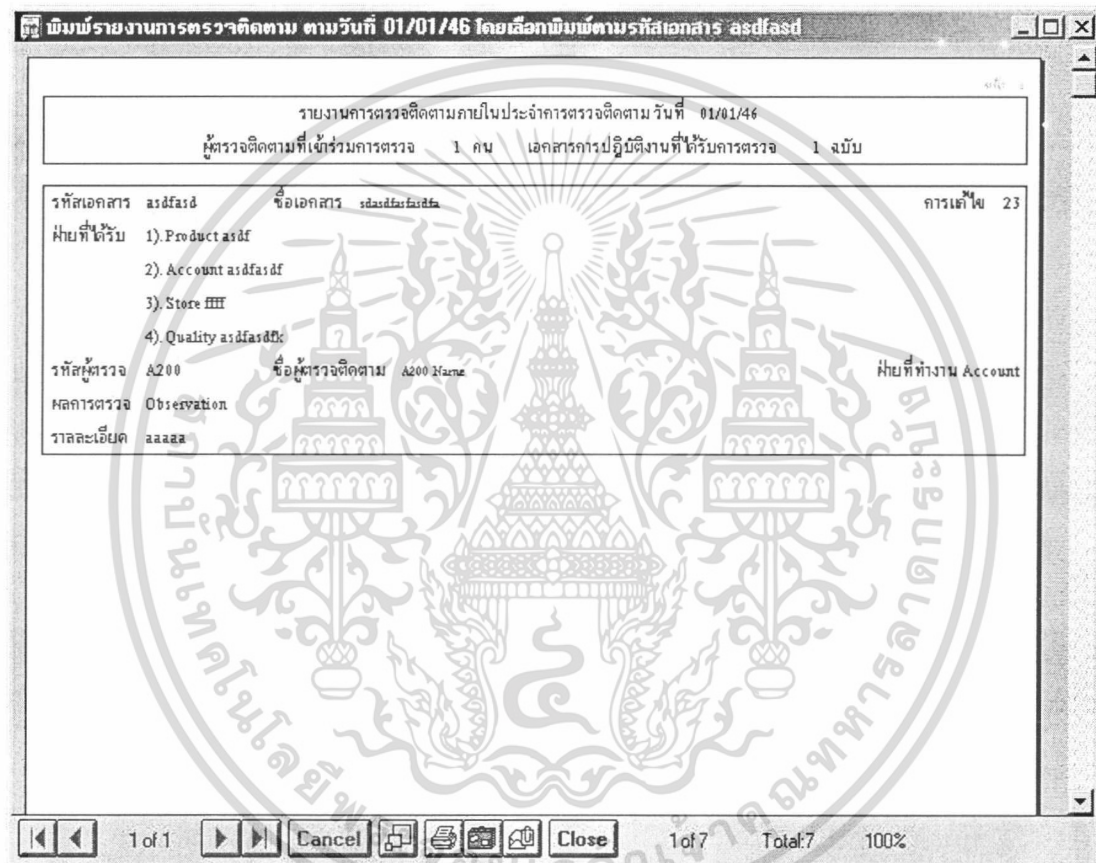 พิมพ์รายงานการตรวจติดตาม ตามวันที่ 01/01/46 โดยเลือกพิมพ์ตามรหัสเอกสาร asdfasd
รายงานการตรวจติดตามภายในประจำการตรวจติดตาม วันที่ 01/01/46
ผู้ตรวจติดตามที่เข้าร่วมการตรวจ 1 คน เอกสารการปฏิบัติงานที่ได้รับการตรวจ 1 ฉบับ
รหัสเอกสาร asdfasd ชื่อเอกสาร sdasdfasfasdfa การแก้ไข 23
ฝ่ายที่ได้รับ 1). Product asdf
2). Account asdfasdf
3). Store ffff
4). Quality asdfasdfk
รหัสผู้ตรวจ A200 ชื่อผู้ตรวจติดตาม A200 Name ฝ่ายที่ทำงาน Account
ผลการตรวจ Observation
ราลละเอียด aaaaa
1 of 1 Cancel Close 1 of 7 Total:7 100%